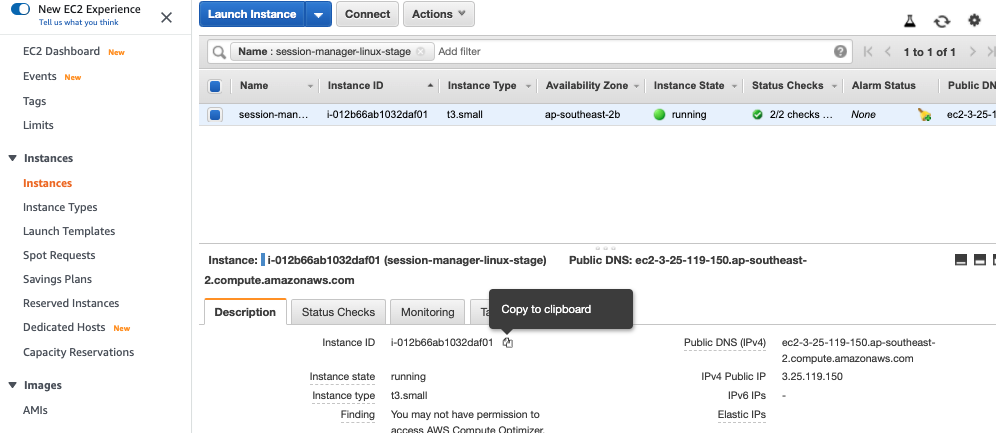 New EC2 Experience
Tell us what you think
EC2 Dashboard New
Events New
Tags
Limits
Instances
Instances
Instance Types
Launch Templates
Spot Requests
Savings Plans
Reserved Instances
Dedicated Hosts New
Capacity Reservations
Images
AMIs
Launch Instance Connect Actions
Name : session-manager-linux-stage Add filter 1 to 1 of 1
Name Instance ID Instance Type Availability Zone Instance State Status Checks Alarm Status Public DN
session-man... i-012b66ab1032daf01 t3.small ap-southeast-2b running 2/2 checks ... None ec2-3-25-1
Instance: i-012b66ab1032daf01 (session-manager-linux-stage) Public DNS: ec2-3-25-119-150.ap-southeast-
2.compute.amazonaws.com
Copy to clipboard
Description Status Checks Monitoring Ta
Instance ID i-012b66ab1032daf01 Public DNS (IPv4) ec2-3-25-119-150.ap-southeast-
2.compute.amazonaws.com
Instance state running IPv4 Public IP 3.25.119.150
Instance type t3.small IPv6 IPs -
Finding You may not have permission to Elastic IPs
access AWS Compute Optimizer.